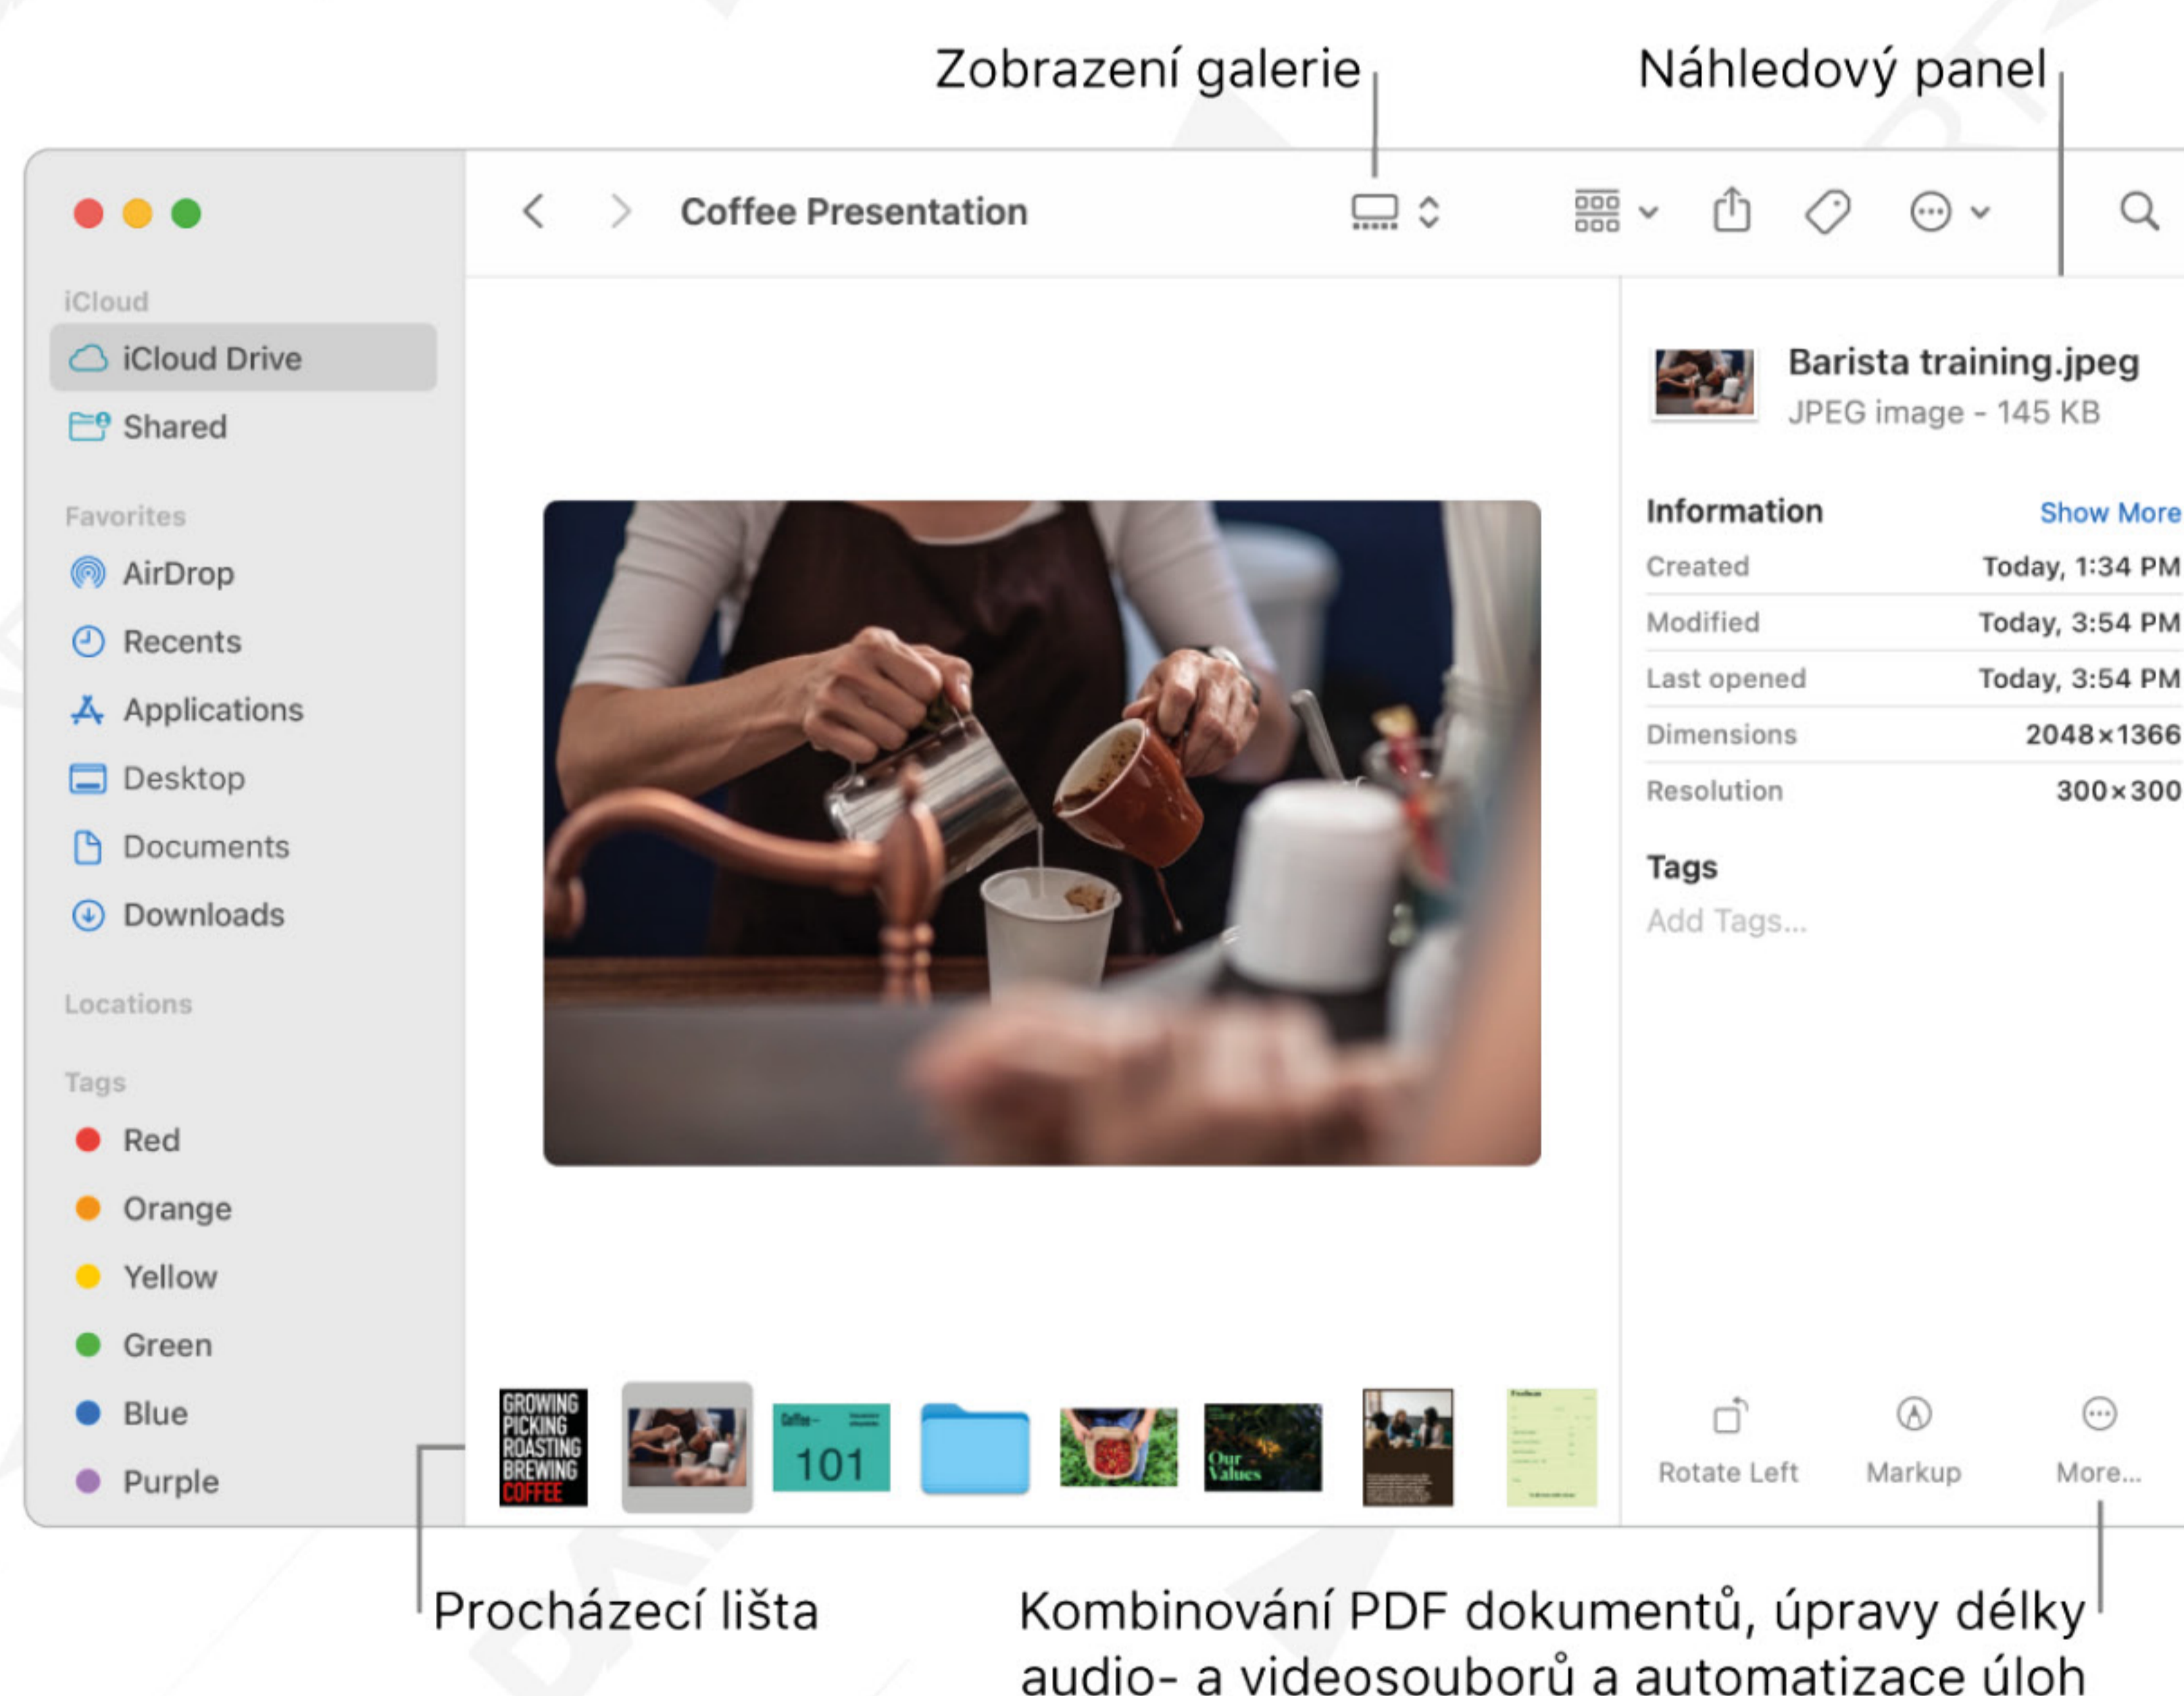 Zobrazení galerie
Náhledový panel
Coffee Presentation
iCloud
iCloud Drive
Shared
Favorites
AirDrop
Recents
Applications
Desktop
Documents
Downloads
Locations
Tags
Red
Orange
Yellow
Green
Blue
Purple
Barista training.jpeg
JPEG image - 145 KB
Information Show More
Created Today, 1:34 PM
Modified Today, 3:54 PM
Last opened Today, 3:54 PM
Dimensions 2048×1366
Resolution 300×300
Tags
Add Tags...
GROWING
PICKING
ROASTING
BREWING
COFFEE
Coffee
101
Our
Values
Rotate Left
Markup
More...
Procházecí lišta
Kombinování PDF dokumentů, úpravy délky
audio- a videosouborů a automatizace úloh